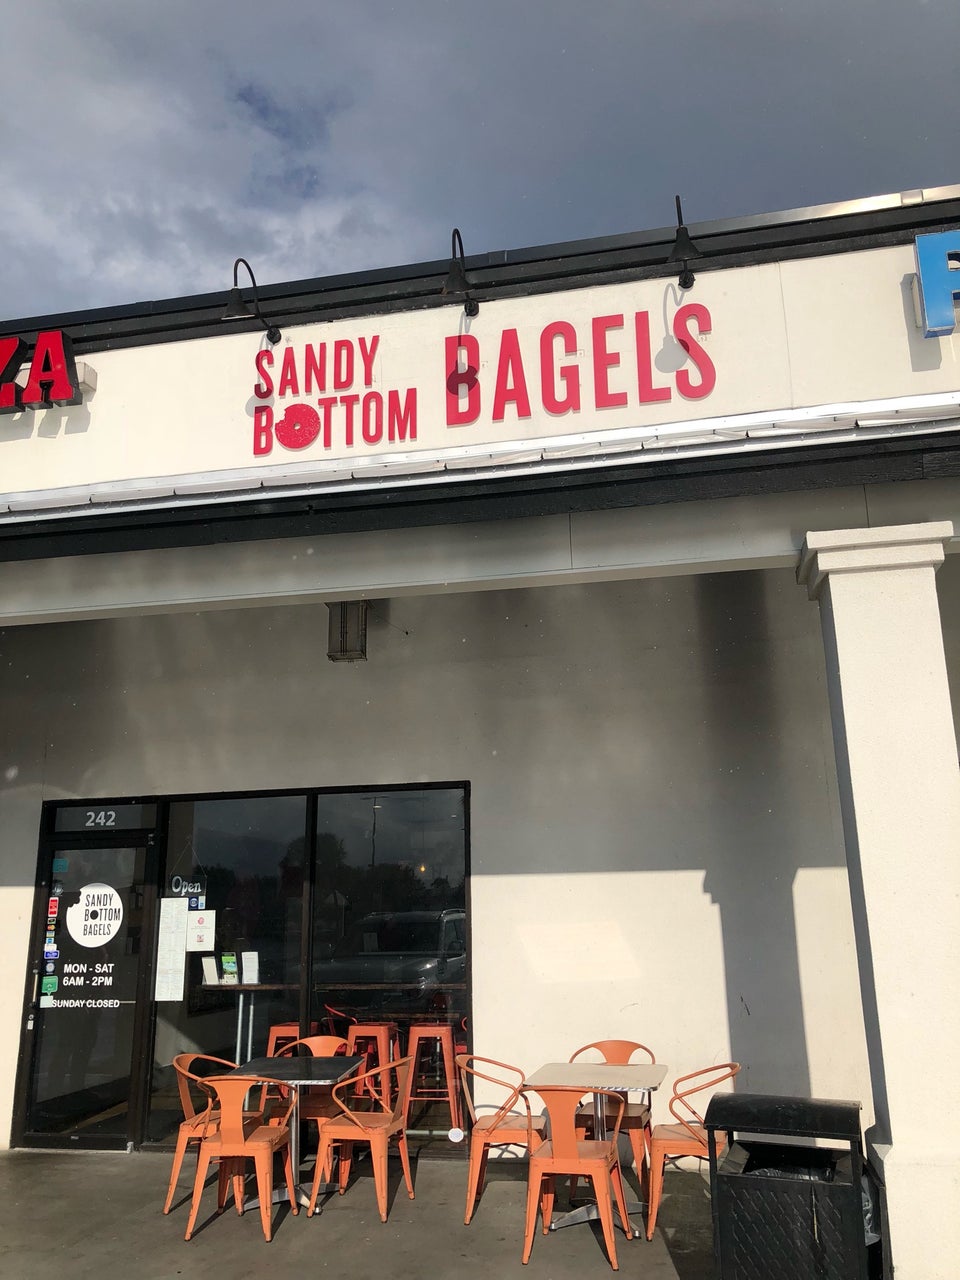 ZA
SANDY
BOTTOM
BAGELS
242
Open
SANDY
BOTTOM
BAGELS
MON - SAT
6AM - 2PM
SUNDAY CLOSED